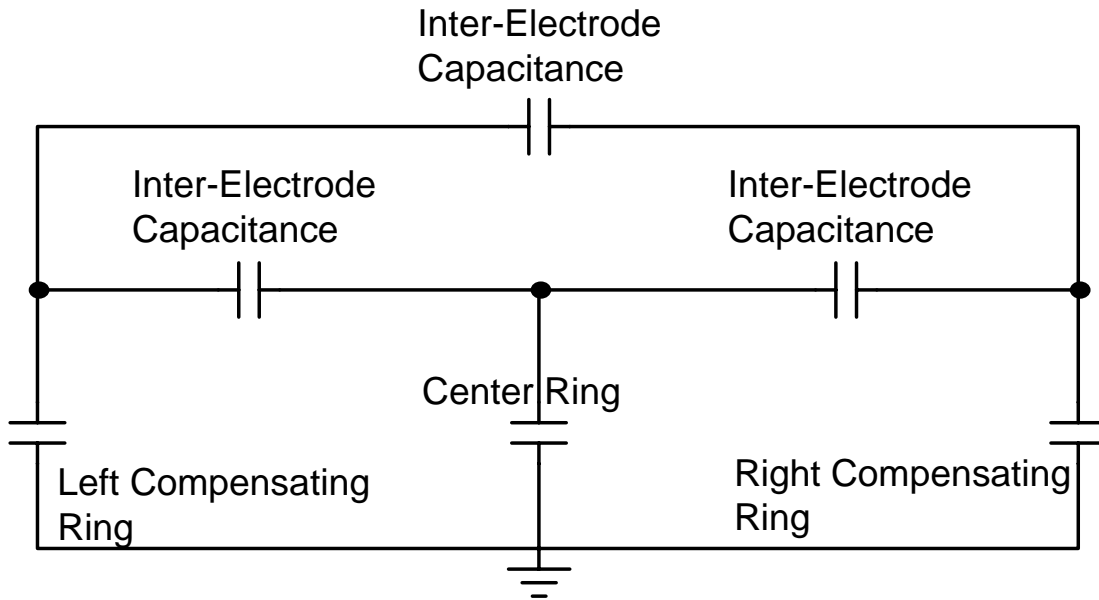 Inter-Electrode
Capacitance
Inter-Electrode
Capacitance
Inter-Electrode
Capacitance
Center Ring
Left Compensating
Ring
Right Compensating
Ring